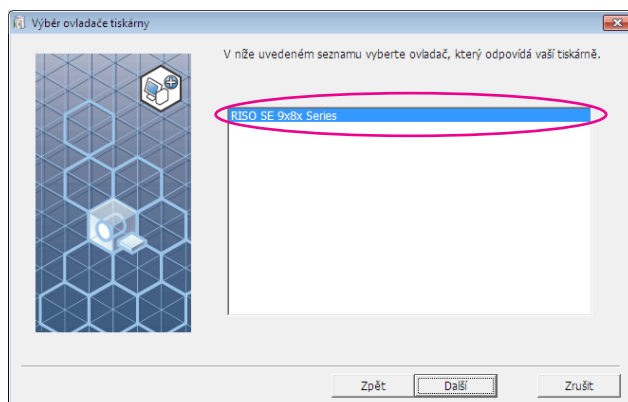 Výběr ovladače tiskárny
V níže uvedeném seznamu vyberte ovladač, který odpovídá vaší tiskárně.
RISO SE 9x8x Series
Zpět
Další
Zrušit